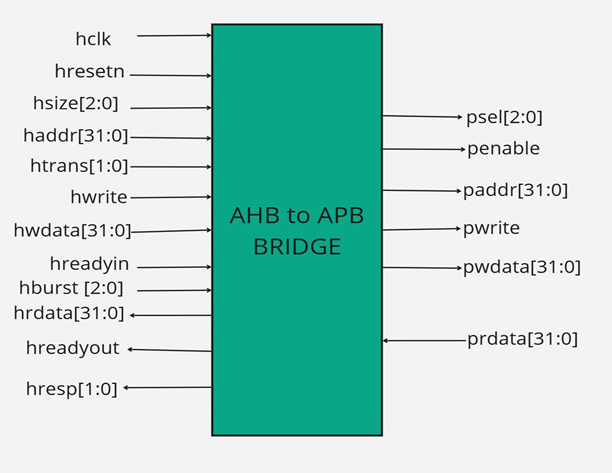 hclk
hresetn
hsize[2:0]
haddr[31:0]
htrans[1:0]
hwrite
hwdata[31:0]
hreadyin
hburst [2:0]
hrdata[31:0]
hreadyout
hresp[1:0]
AHB to APB
BRIDGE
psel[2:0]
penable
paddr[31:0]
pwrite
pwdata[31:0]
prdata[31:0]